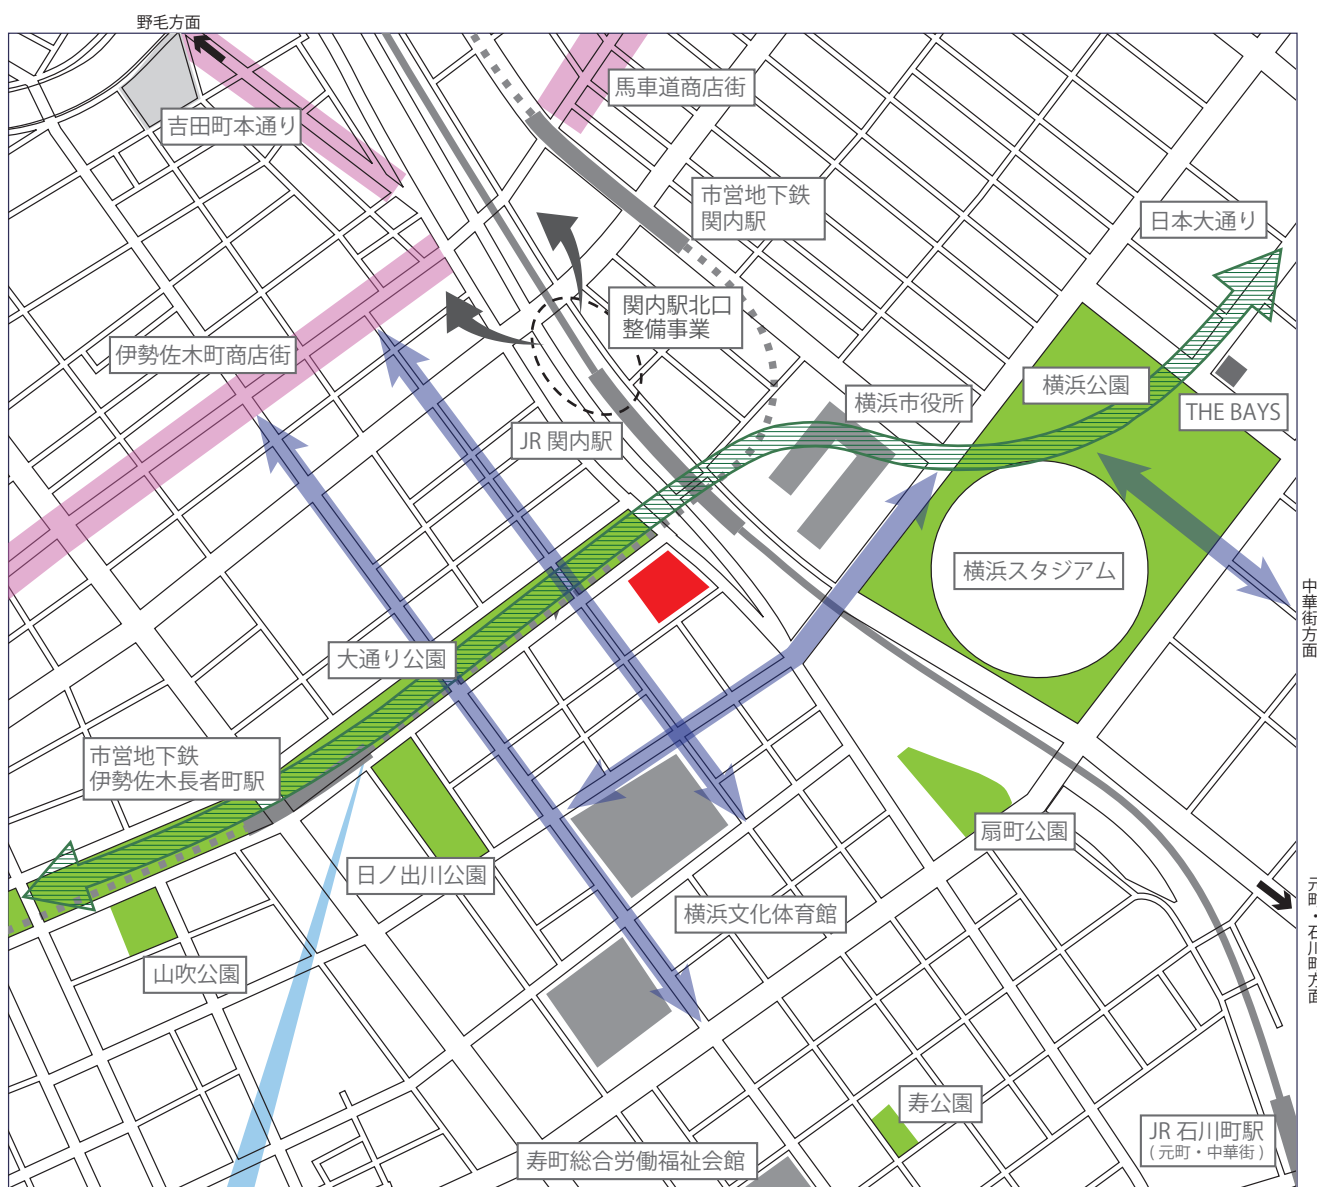 野毛方面
馬車道商店街
吉田町本通り
市営地下鉄
関内駅
日本大通り
関内駅北口
整備事業
伊勢佐木町商店街
横浜公園
横浜市役所
THE BAYS
JR 関内駅
横浜スタジアム
中華街方面
大通り公園
市営地下鉄
伊勢佐木長者町駅
扇町公園
日ノ出川公園
横浜文化体育館
元町・石川町方面
山吹公園
寿公園
JR 石川町駅
( 元町・中華街 )
寿町総合労働福祉会館